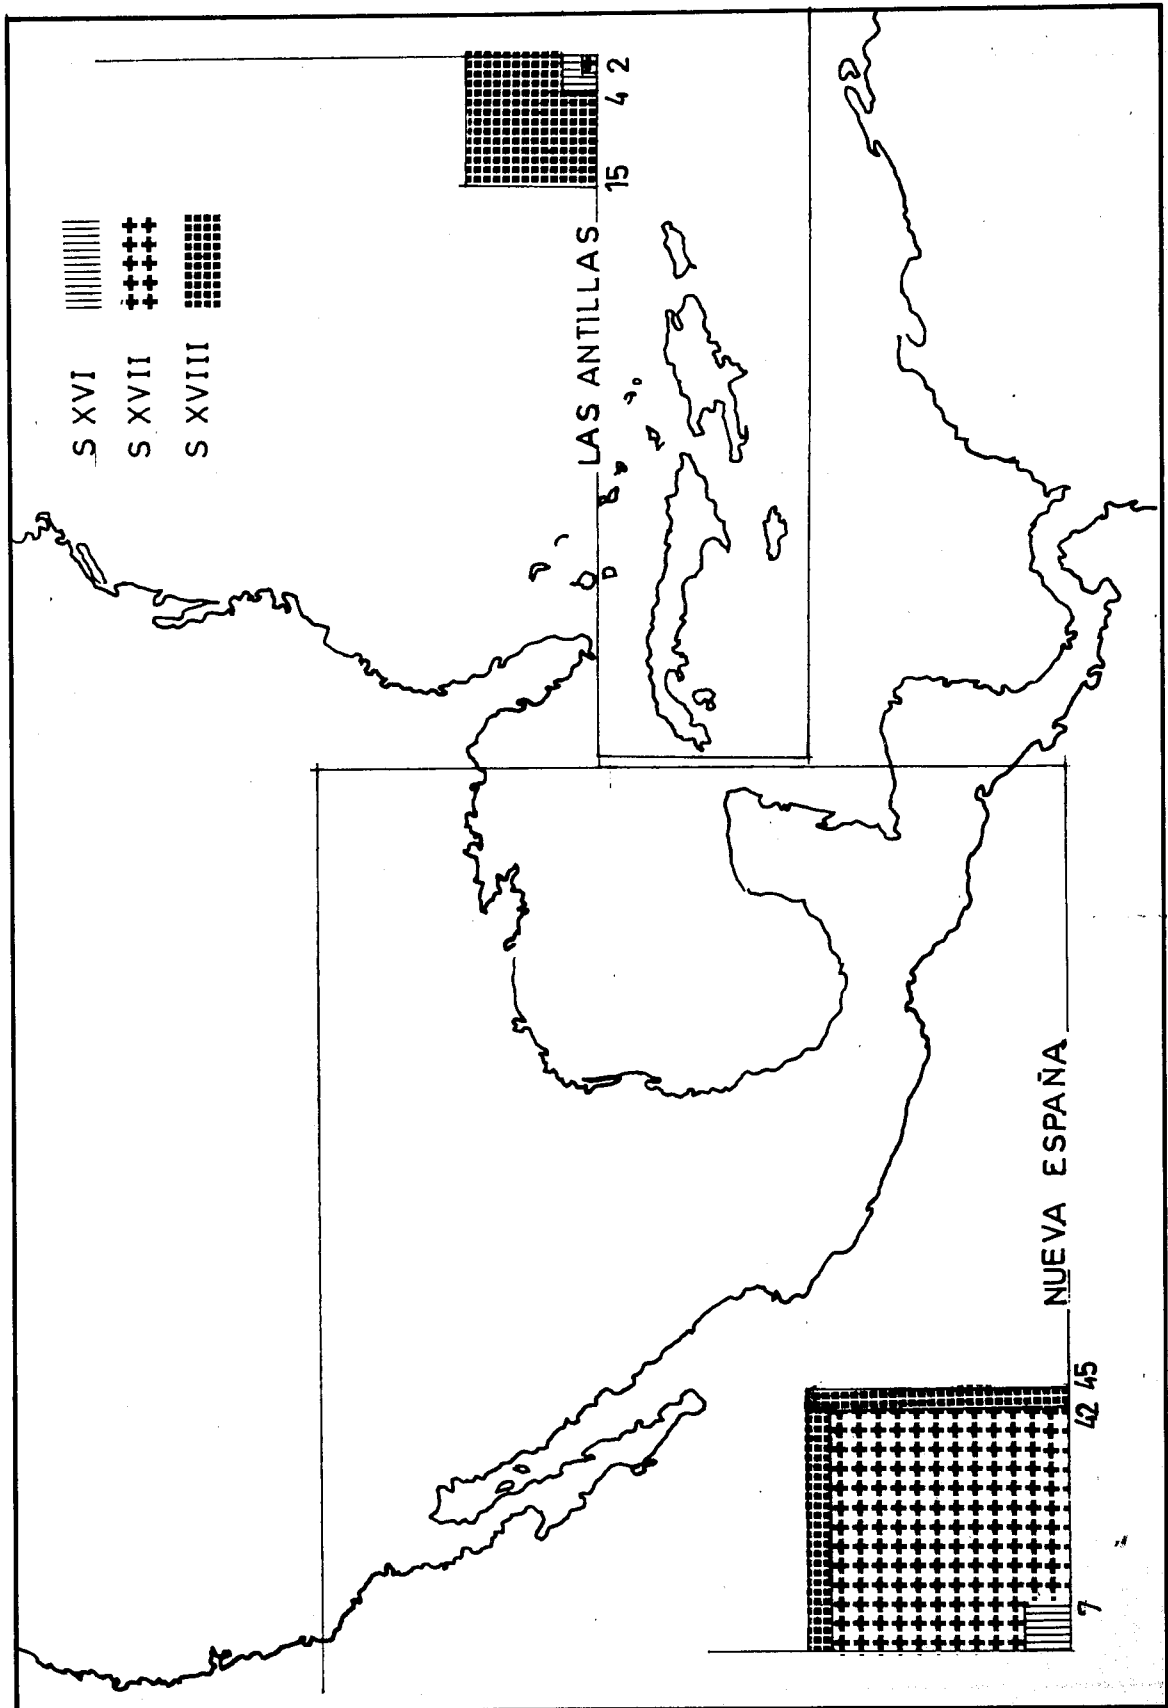 S XVI
S XVII
S XVIII
15 4 2
LAS ANTILLAS
NUEVA ESPAÑA
7 42 45